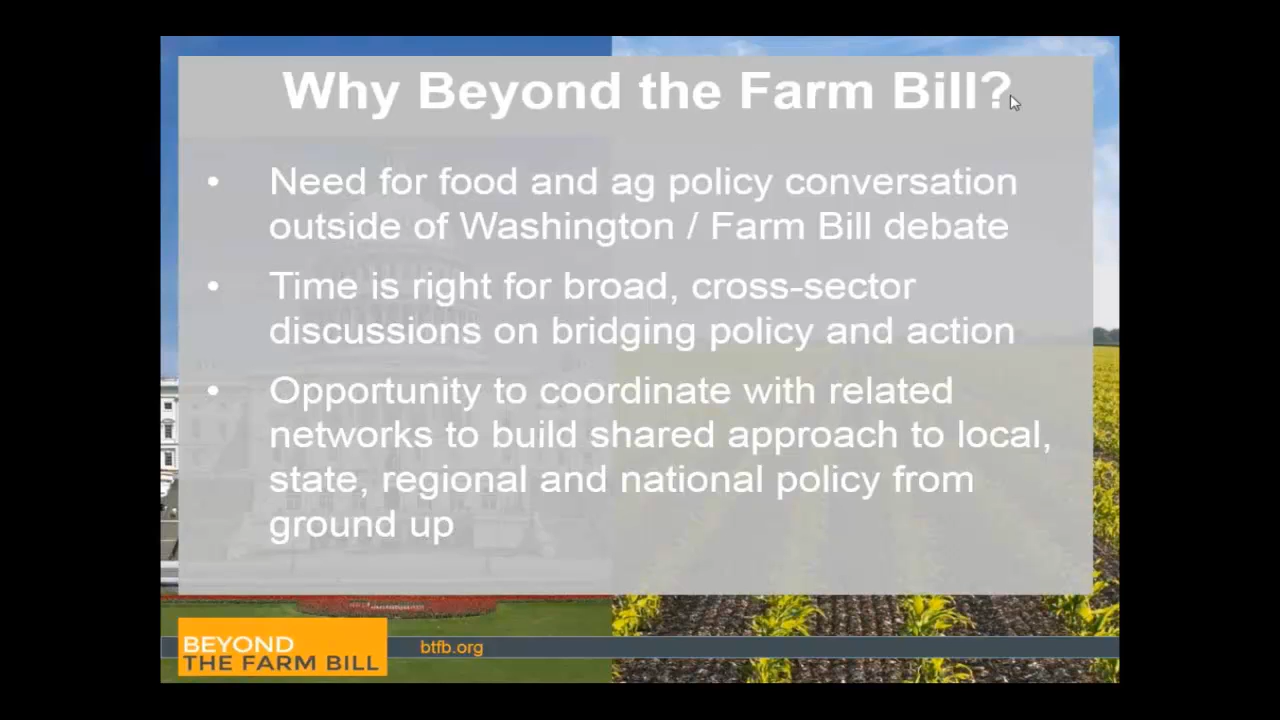 Why Beyond the Farm Bill?
• Need for food and ag policy conversation
outside of Washington / Farm Bill debate
• Time is right for broad, cross-sector
discussions on bridging policy and action
• Opportunity to coordinate with related
networks to build shared approach to local,
state, regional and national policy from
ground up
BEYOND
THE FARM BILL
btfb.org